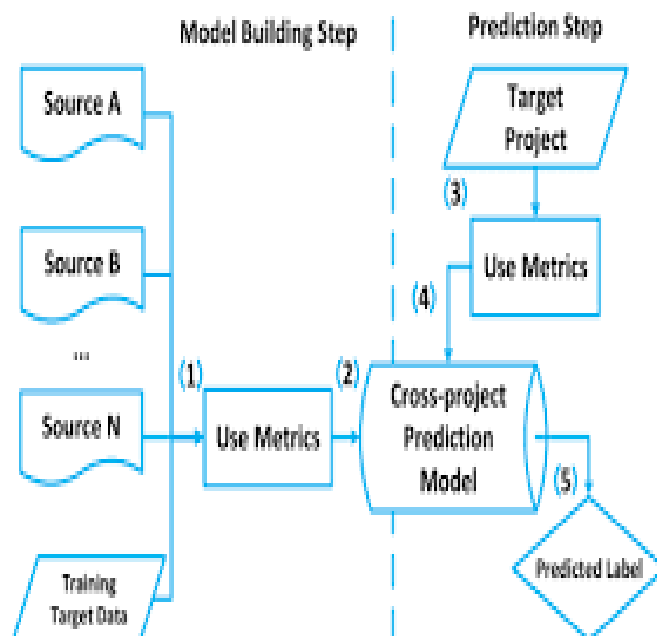 Model Building Step
Prediction Step
Source A
Target
Project
(3)
Source B
Use Metrics
(4)
...
(1)
(2)
Source N
Use Metrics
Cross-project
Prediction
Model
(5)
Training
Target Data
Predicted Label